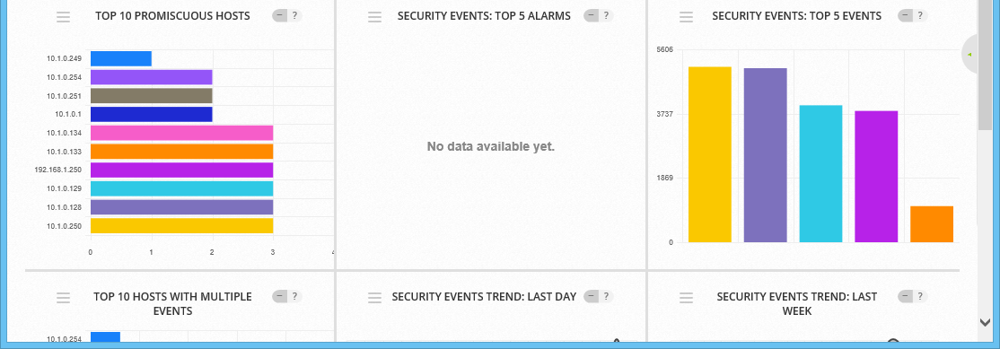 TOP 10 PROMISCUOUS HOSTS − ?
10.1.0.249
10.1.0.254
10.1.0.251
10.1.0.1
10.1.0.134
10.1.0.133
192.168.1.250
10.1.0.129
10.1.0.128
10.1.0.250
0 1 2 3 4
SECURITY EVENTS: TOP 5 ALARMS − ?
No data available yet.
SECURITY EVENTS: TOP 5 EVENTS − ?
5606
3737
1869
0
TOP 10 HOSTS WITH MULTIPLE − ?
EVENTS
10.1.0.254
SECURITY EVENTS TREND: LAST DAY − ?
SECURITY EVENTS TREND: LAST − ?
WEEK